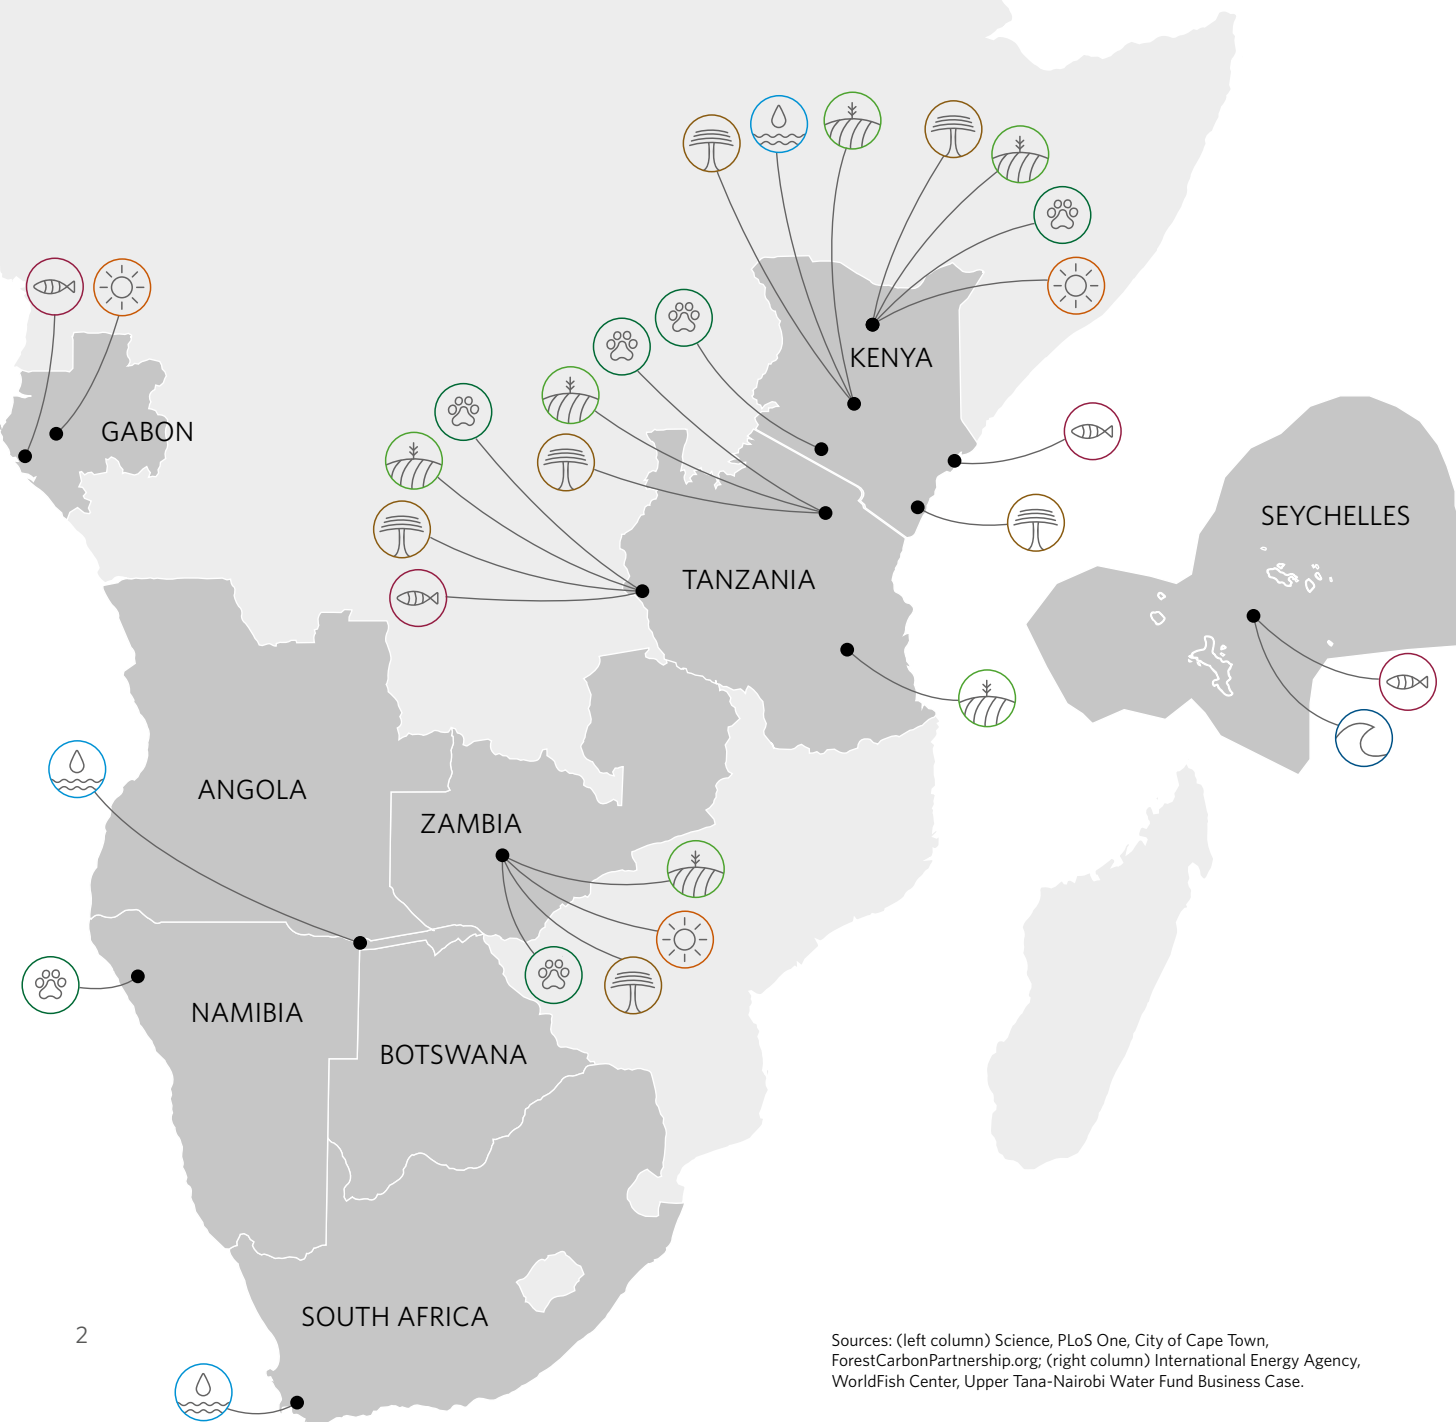 KENYA
GABON
SEYCHELLES
TANZANIA
ANGOLA
ZAMBIA
NAMIBIA
BOTSWANA
SOUTH AFRICA
2
Sources: (left column) Science, PLoS One, City of Cape Town,
ForestCarbonPartnership.org; (right column) International Energy Agency,
WorldFish Center, Upper Tana-Nairobi Water Fund Business Case.